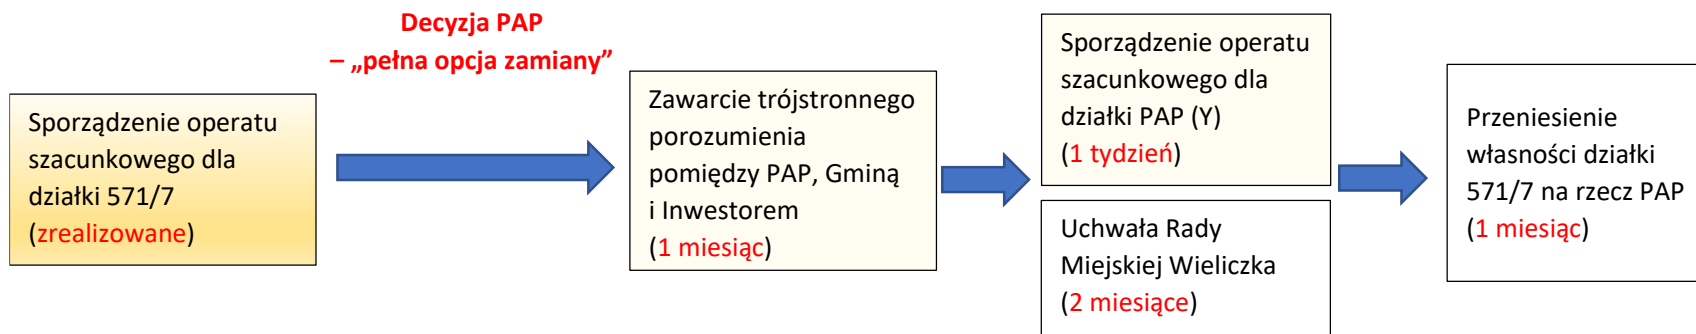 Decyzja PAP
– „pełna opcja zamiany”
Sporządzenie operatu
szacunkowego dla
działki 571/7
(zrealizowane)
Zawarcie trójstronnego
porozumienia
pomiędzy PAP, Gminą
i Inwestorem
(1 miesiąc)
Sporządzenie operatu
szacunkowego dla
działki PAP (Y)
(1 tydzień)
Uchwała Rady
Miejskiej Wieliczka
(2 miesiące)
Przeniesienie
własności działki
571/7 na rzecz PAP
(1 miesiąc)